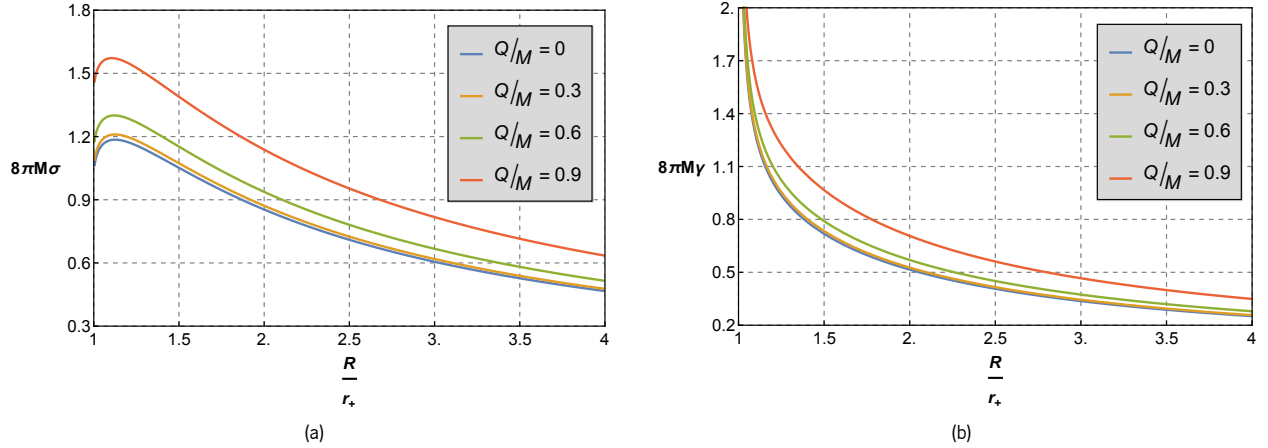 1.8
1.5
1.2
0.9
0.6
0.3
8πMσ
Q/M = 0
Q/M = 0.3
Q/M = 0.6
Q/M = 0.9
1 1.5 2. 2.5 3. 3.5 4
R
r₊
(a)
2.
1.7
1.4
1.1
0.8
0.5
0.2
8πMγ
Q/M = 0
Q/M = 0.3
Q/M = 0.6
Q/M = 0.9
1 1.5 2. 2.5 3. 3.5 4
R
r₊
(b)